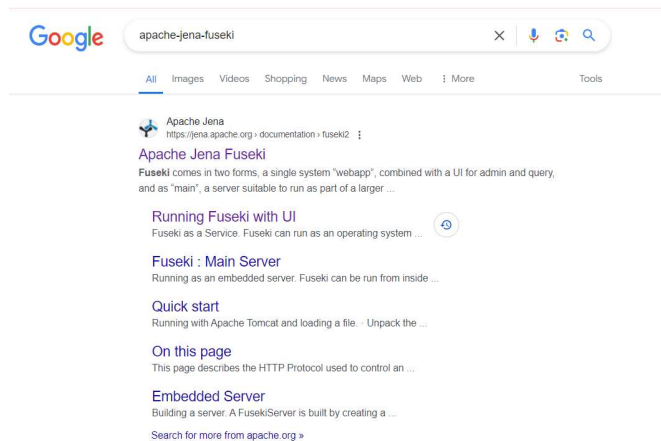 Google
apache-jena-fuseki
All Images Videos Shopping News Maps Web More Tools
Apache Jena
https://jena.apache.org › documentation › fuseki2
Apache Jena Fuseki
Fuseki comes in two forms, a single system "webapp", combined with a UI for admin and query,
and as "main", a server suitable to run as part of a larger ...
Running Fuseki with UI
Fuseki as a Service. Fuseki can run as an operating system ...
Fuseki : Main Server
Running as an embedded server. Fuseki can be run from inside ...
Quick start
Running with Apache Tomcat and loading a file. · Unpack the ...
On this page
This page describes the HTTP Protocol used to control an ...
Embedded Server
Building a server. A FusekiServer is built by creating a ...
Search for more from apache.org »